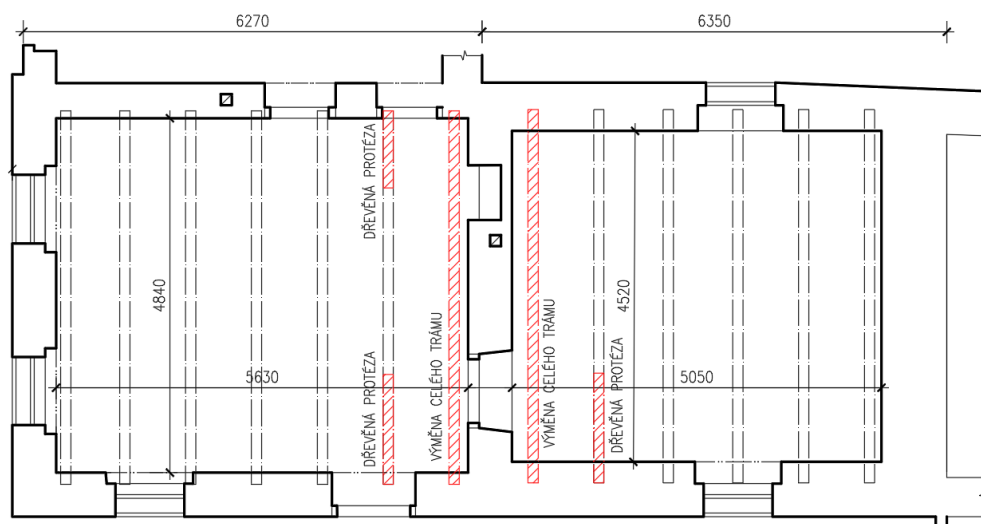 6270
6350
DŘEVĚNÁ PROTÉZA
4840
4520
DŘEVĚNÁ PROTÉZA
VÝMĚNA CELÉHO TRÁMU
VÝMĚNA CELÉHO TRÁMU
DŘEVĚNÁ PROTÉZA
5630
5050